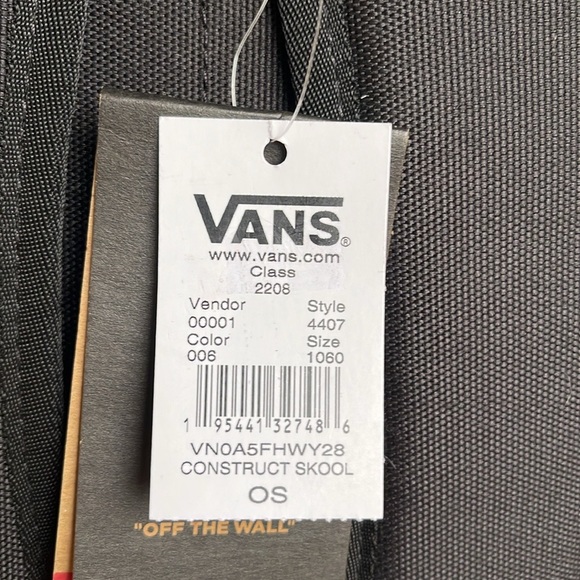 VANS®
www.vans.com
Class
2208
Vendor Style
00001 4407
Color Size
006 1060
1 95441 32748 6
VN0A5FHWY28
CONSTRUCT SKOOL
OS
"OFF THE WALL"